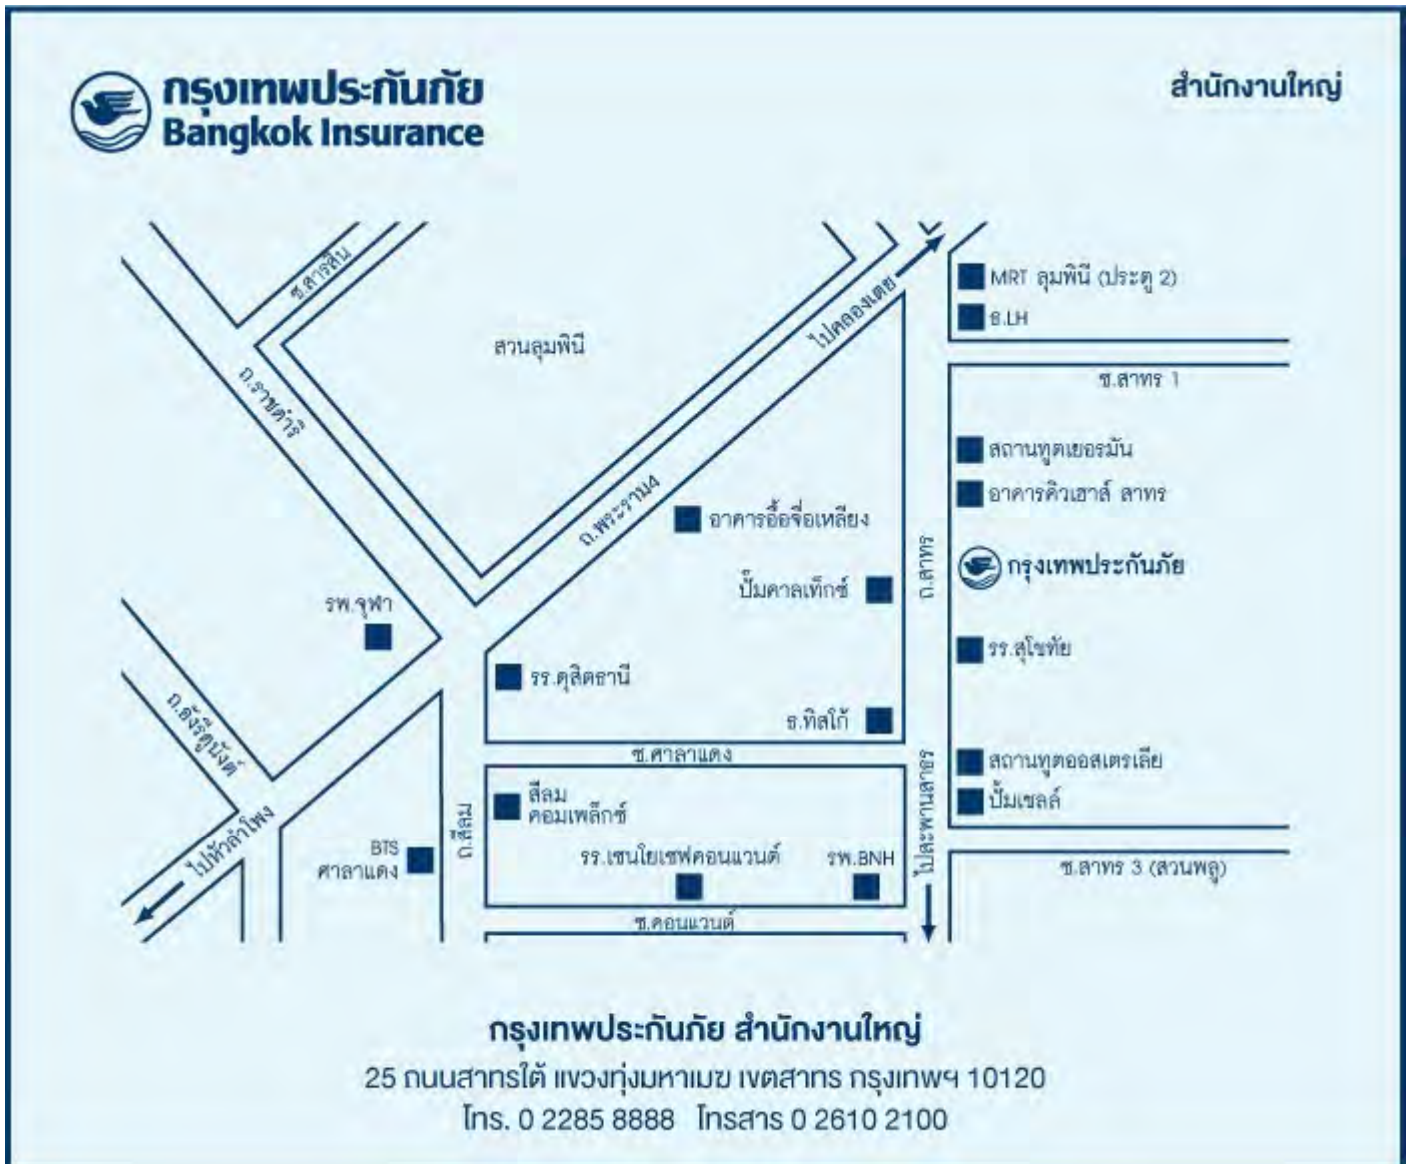 กรุงเทพประกันภัย
Bangkok Insurance
สำนักงานใหญ่
ซ.สารสิน
สวนลุมพินี
ไปคลองเตย
MRT ลุมพินี (ประตู 2)
ธ.LH
ซ.สาทร 1
ถ.ราชดำริ
สถานทูตเยอรมัน
อาคารคิวเฮาส์ ลาทร
ถ.พระราม4
อาคารอื้อจื่อเหลียง
ถ.สาทร
กรุงเทพประกันภัย
ปั๊มคาลเท็กซ์
รพ.จุฬา
รร.สุโขทัย
รร.ดุสิตธานี
ถ.อังรีดูนังต์
ธ.ทิสโก้
ซ.ศาลาแดง
สถานทูตออสเตรเลีย
ปั๊มเชลล์
สีลม
คอมเพล็กซ์
ถ.สีลม
ไปสะพานสาธร
ไปหัวลำโพง
BTS
ศาลาแดง
รร.เซนโยเซฟคอนแวนต์
รพ.BNH
ซ.สาทร 3 (สวนพลู)
ซ.คอนแวนต์
กรุงเทพประกันภัย สำนักงานใหญ่
25 ถนนสาทรใต้ แขวงทุ่งมหาเมฆ เขตสาทร กรุงเทพฯ 10120
โทร. 0 2285 8888 โทรสาร 0 2610 2100